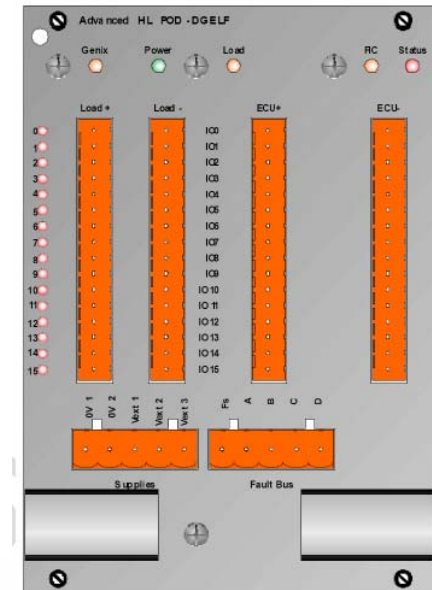 Advanced HL POD -DGELF
Genix Power Load RC Status
Load + Load - ECU+ ECU-
0 IO0
1 IO1
2 IO2
3 IO3
4 IO4
5 IO5
6 IO6
7 IO7
8 IO8
9 IO9
10 IO10
11 IO11
12 IO12
13 IO13
14 IO14
15 IO15
0V 1 0V 2 Vext 1 Vext 2 Vext 3 Fs A B C D
Supplies Fault Bus